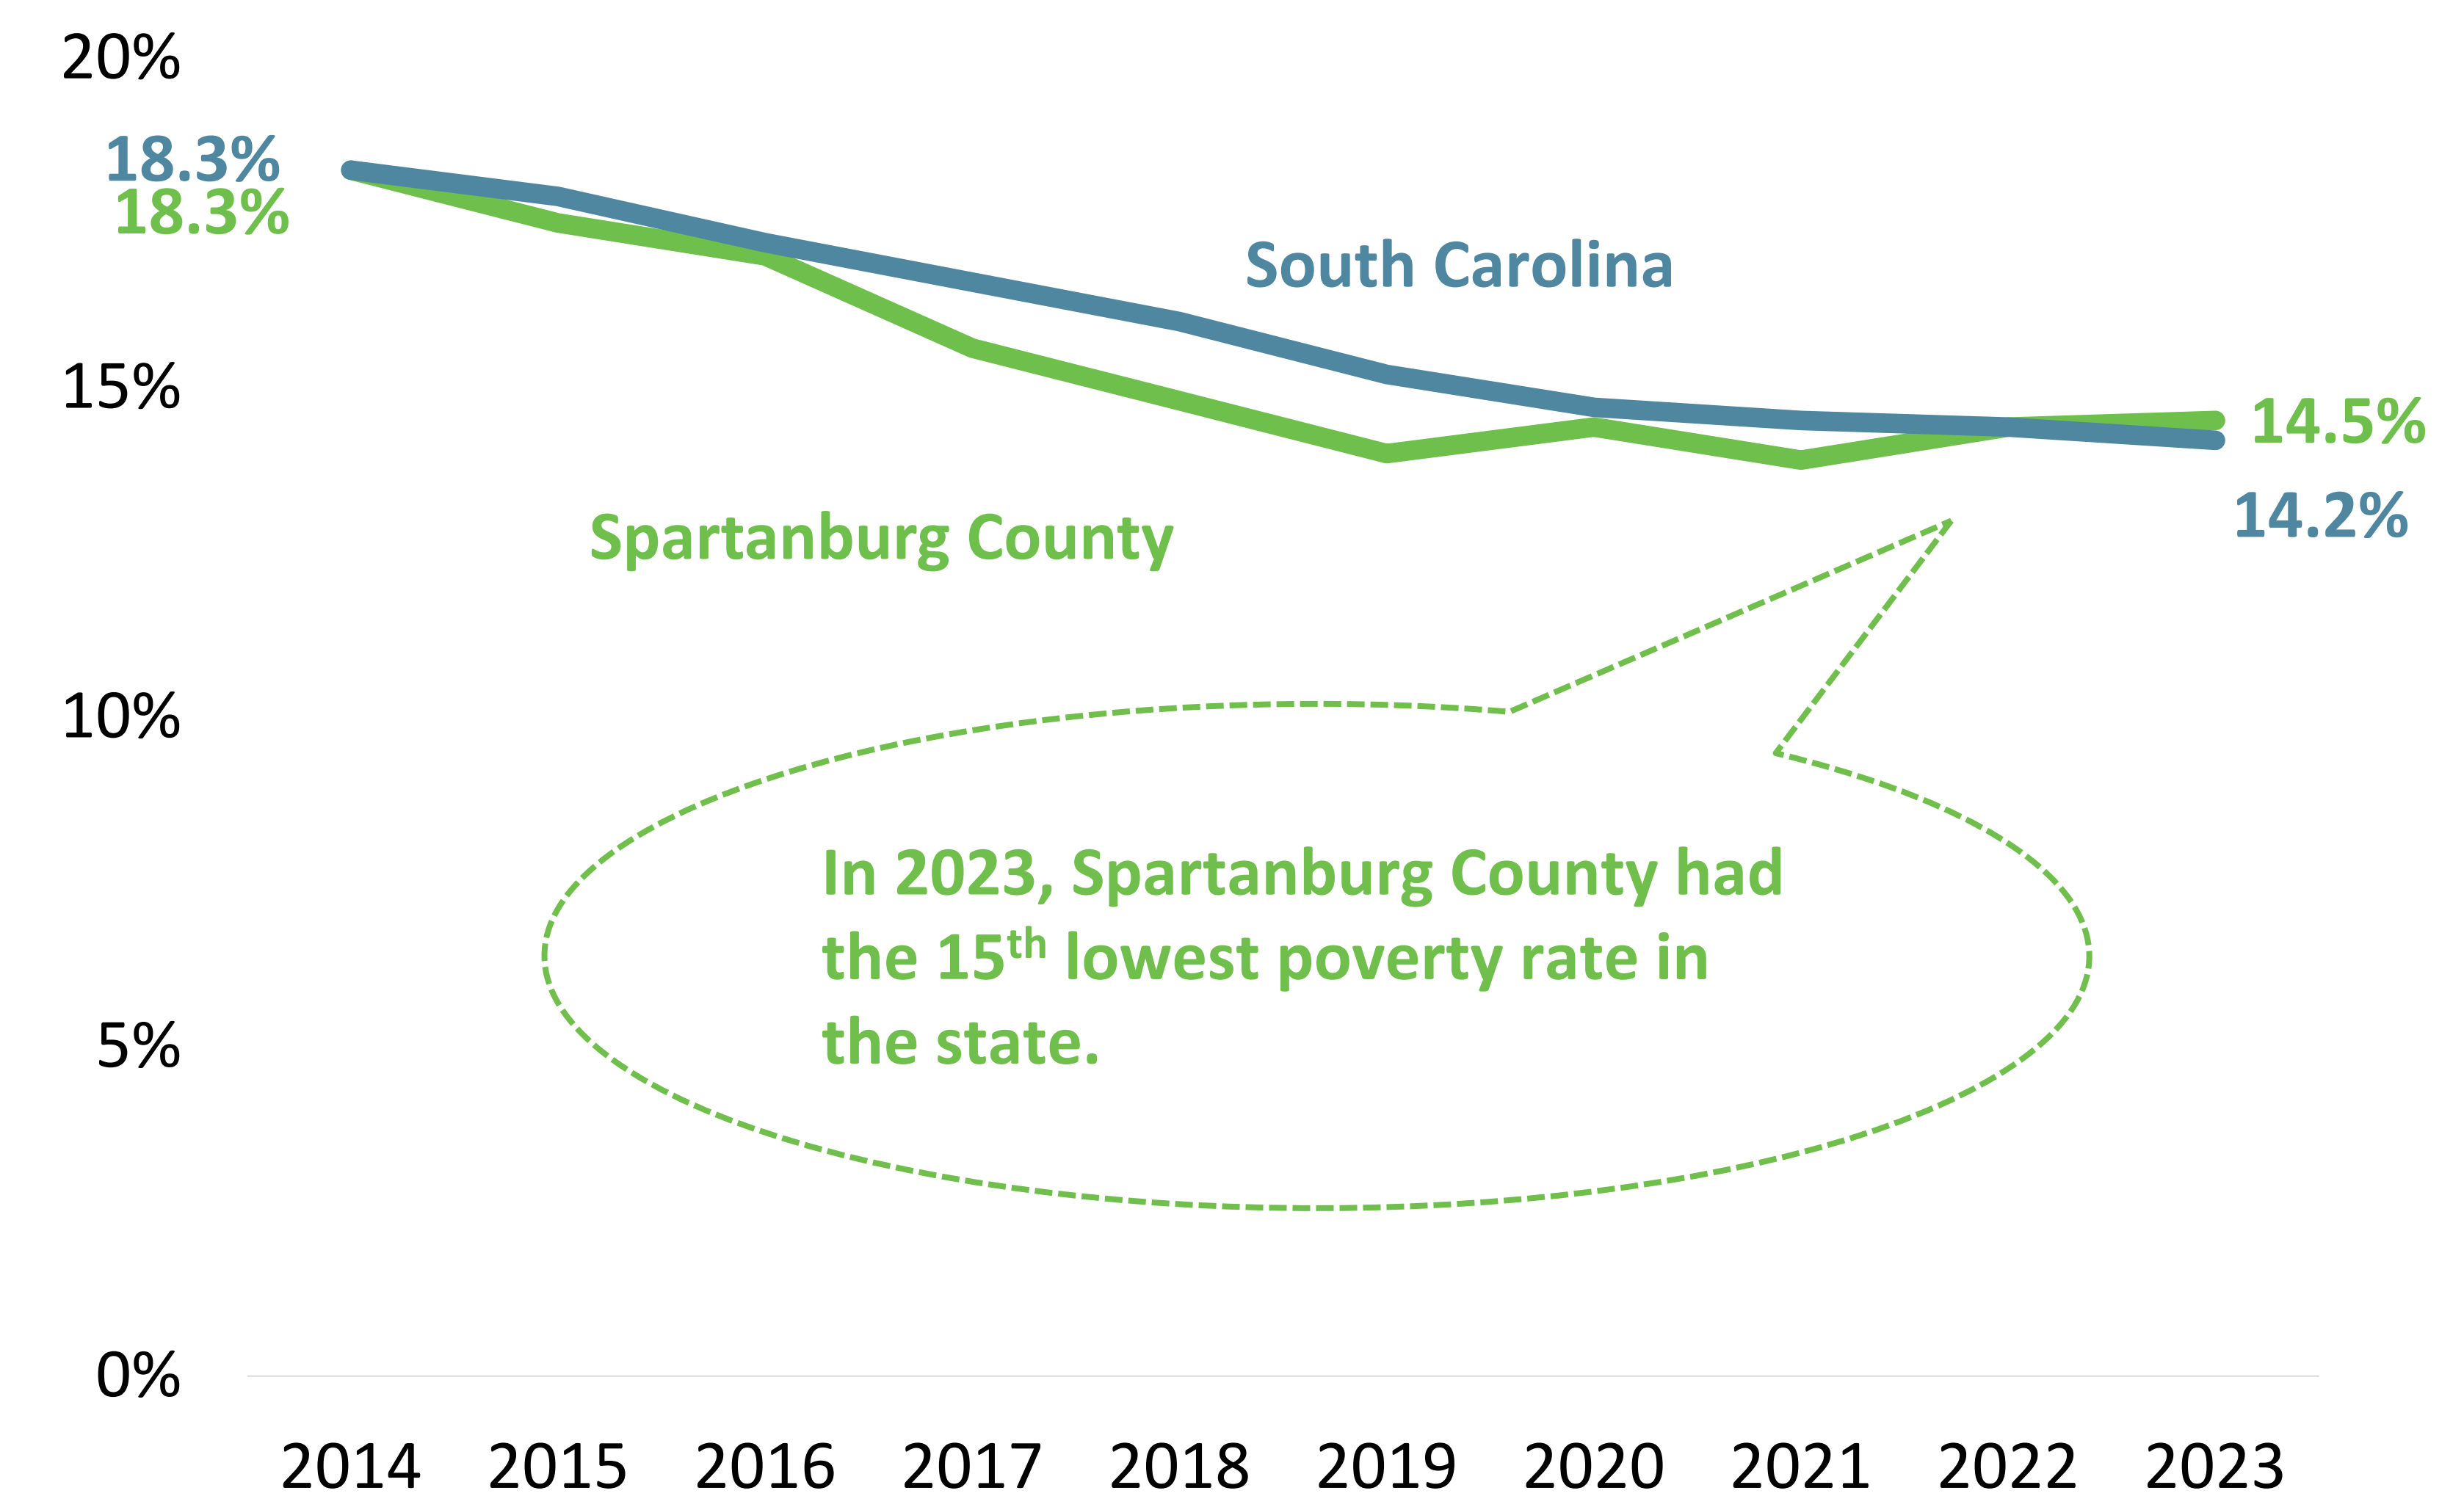 20%
18.3%
18.3%
South Carolina
15%
14.5%
14.2%
Spartanburg County
10%
In 2023, Spartanburg County had
the 15th lowest poverty rate in
the state.
5%
0%
2014 2015 2016 2017 2018 2019 2020 2021 2022 2023